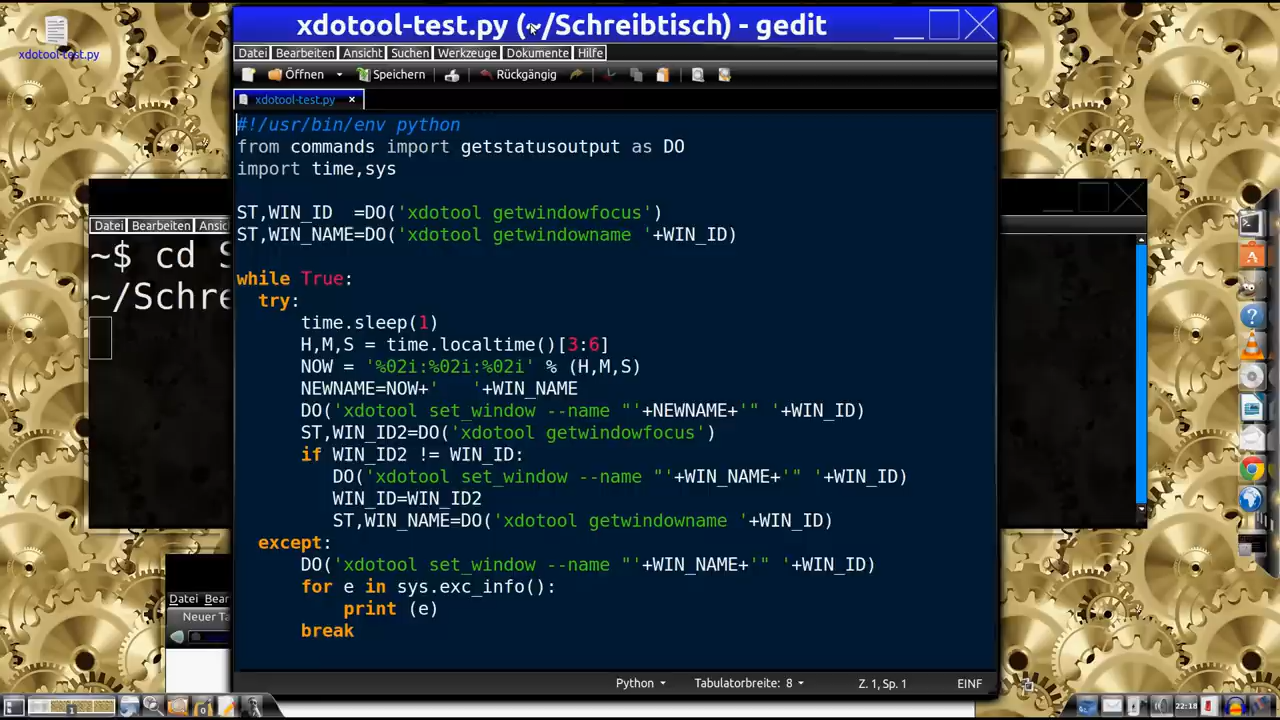 xdotool-test.py (~/Schreibtisch) - gedit
xdotool-test.py
Datei Bearbeiten Ansicht Suchen Werkzeuge Dokumente Hilfe
Öffnen Speichern Rückgängig
xdotool-test.py
#!/usr/bin/env python
from commands import getstatusoutput as DO
import time,sys
ST,WIN_ID  =DO('xdotool getwindowfocus')
ST,WIN_NAME=DO('xdotool getwindowname '+WIN_ID)
while True:
  try:
      time.sleep(1)
      H,M,S = time.localtime()[3:6]
      NOW = '%02i:%02i:%02i' % (H,M,S)
      NEWNAME=NOW+'   '+WIN_NAME
      DO('xdotool set_window --name "'+NEWNAME+'" '+WIN_ID)
      ST,WIN_ID2=DO('xdotool getwindowfocus')
      if WIN_ID2 != WIN_ID:
         DO('xdotool set_window --name "'+WIN_NAME+'" '+WIN_ID)
         WIN_ID=WIN_ID2
         ST,WIN_NAME=DO('xdotool getwindowname '+WIN_ID)
  except:
      DO('xdotool set_window --name "'+WIN_NAME+'" '+WIN_ID)
      for e in sys.exc_info():
          print (e)
      break
Python Tabulatorbreite: 8 Z. 1, Sp. 1 EINF
Datei Bearbeiten Ansic
~$ cd S
~/Schre
Datei Bear
Neuer Ta
22:18